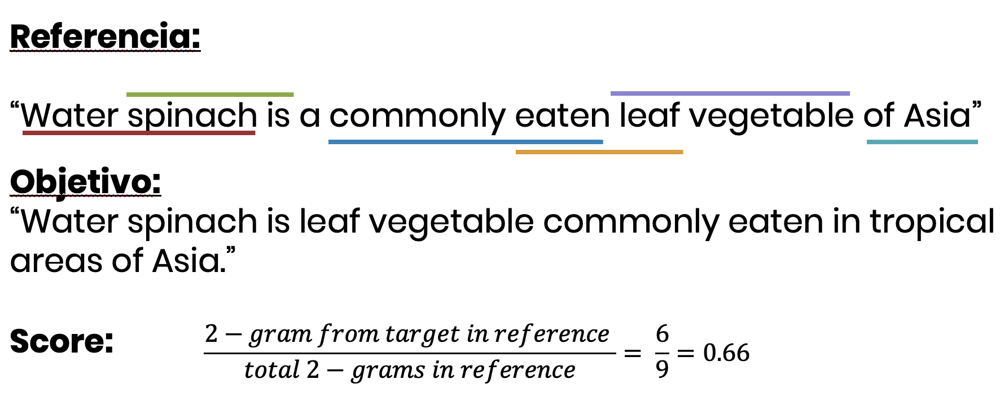 Referencia:
“Water spinach is a commonly eaten leaf vegetable of Asia”
Objetivo:
“Water spinach is leaf vegetable commonly eaten in tropical
areas of Asia.”
Score:
2 − gram from target in reference
total 2 − grams in reference
= 6/9 = 0.66